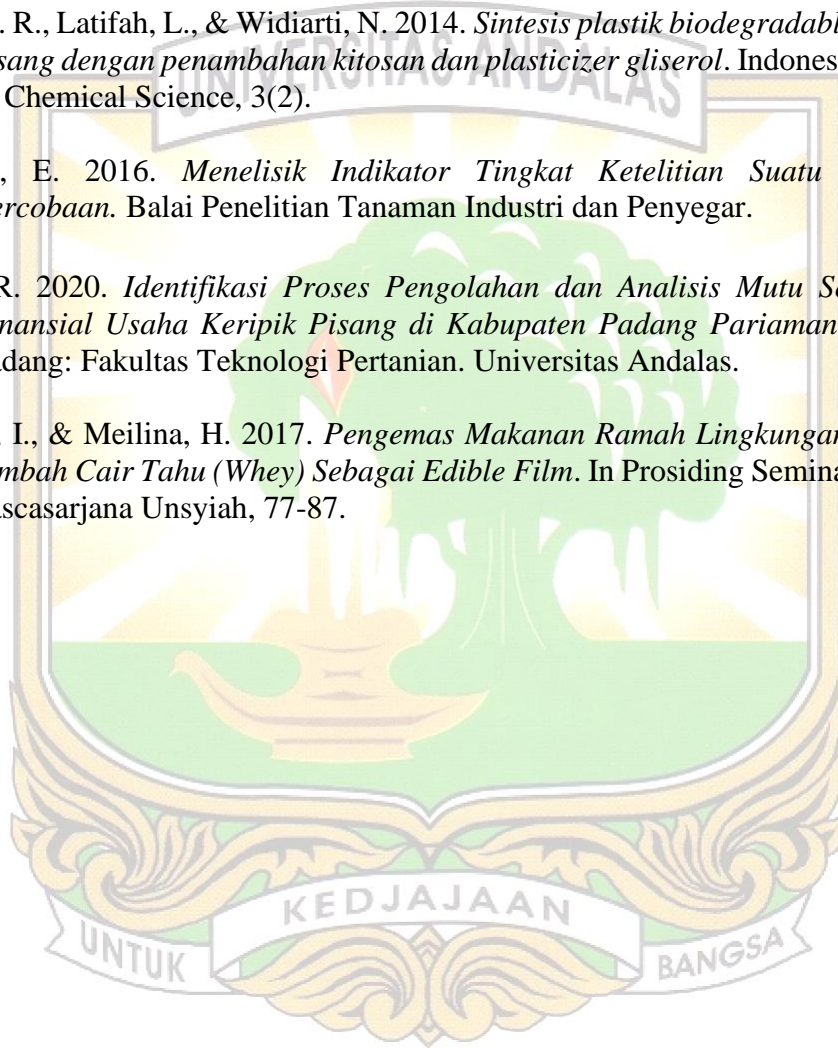 . R., Latifah, L., & Widiarti, N. 2014. Sintesis plastik biodegradabl
sang dengan penambahan kitosan dan plasticizer gliserol. Indones
Chemical Science, 3(2).
, E. 2016. Menelisik Indikator Tingkat Ketelitian Suatu
ercobaan. Balai Penelitian Tanaman Industri dan Penyegar.
R. 2020. Identifikasi Proses Pengolahan dan Analisis Mutu S
nansial Usaha Keripik Pisang di Kabupaten Padang Pariaman
adang: Fakultas Teknologi Pertanian. Universitas Andalas.
, I., & Meilina, H. 2017. Pengemas Makanan Ramah Lingkungan
mbah Cair Tahu (Whey) Sebagai Edible Film. In Prosiding Semina
ascasarjana Unsyiah, 77-87.
UNIVERSITAS ANDALAS
UNTUK KEDJAJAAN BANGSA